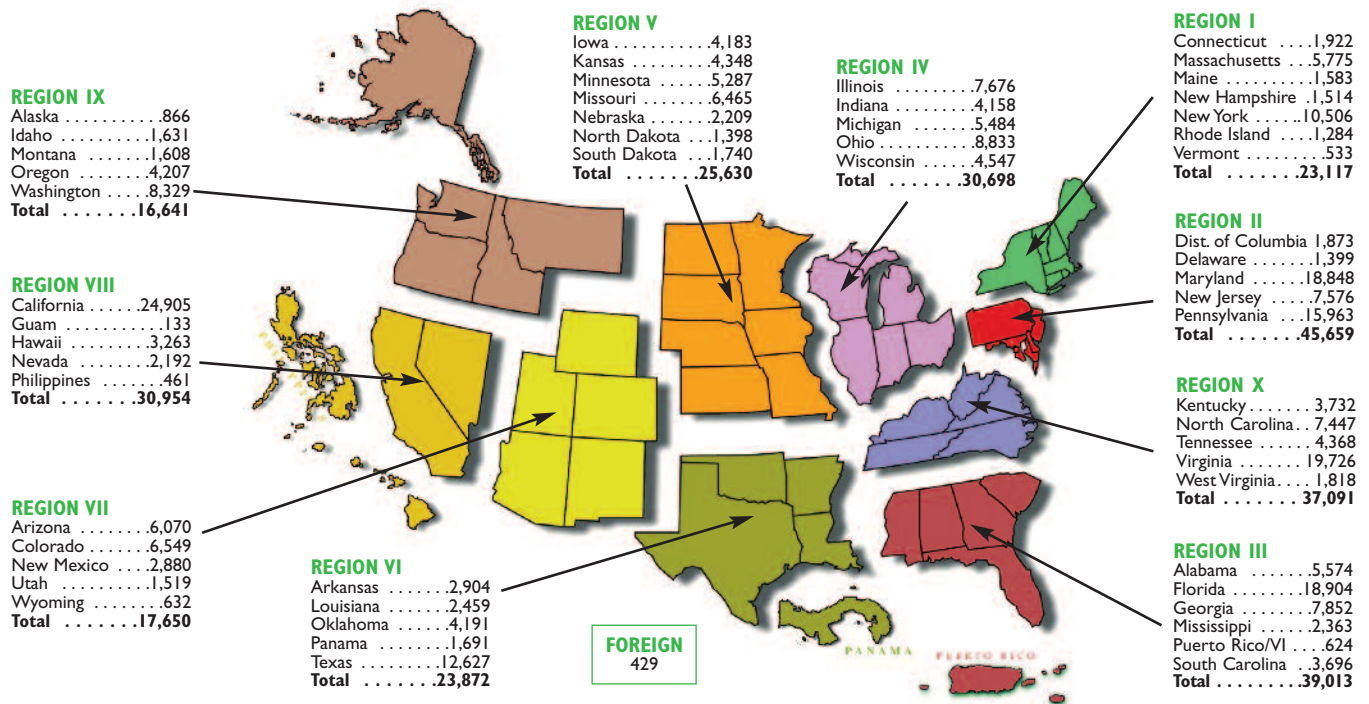 REGION IX
Alaska . . . . . . . . . .866
Idaho . . . . . . . . . .1,631
Montana . . . . . . .1,608
Oregon . . . . . . . .4,207
Washington . . . . .8,329
Total . . . . . . .16,641
REGION VIII
California . . . . . .24,905
Guam . . . . . . . . . . .133
Hawaii . . . . . . . . .3,263
Nevada . . . . . . . .2,192
Philippines . . . . . . .461
Total . . . . . . .30,954
REGION VII
Arizona . . . . . . . .6,070
Colorado . . . . . . .6,549
New Mexico . . . .2,880
Utah . . . . . . . . . .1,519
Wyoming . . . . . . . .632
Total . . . . . . .17,650
REGION V
Iowa . . . . . . . . . . .4,183
Kansas . . . . . . . . . .4,348
Minnesota . . . . . . .5,287
Missouri . . . . . . . . .6,465
Nebraska . . . . . . . .2,209
North Dakota . . . .1,398
South Dakota . . . .1,740
Total . . . . . . . .25,630
REGION IV
Illinois . . . . . . . . .7,676
Indiana . . . . . . . . .4,158
Michigan . . . . . . .5,484
Ohio . . . . . . . . . .8,833
Wisconsin . . . . . .4,547
Total . . . . . . .30,698
REGION I
Connecticut . . . .1,922
Massachusetts . . .5,775
Maine . . . . . . . . . .1,583
New Hampshire .1,514
New York . . . . ..10,506
Rhode Island . . . .1,284
Vermont . . . . . . . .533
Total . . . . . . .23,117
REGION II
Dist. of Columbia 1,873
Delaware . . . . . . .1,399
Maryland . . . . . .18,848
New Jersey . . . . .7,576
Pennsylvania . . .15,963
Total . . . . . . .45,659
REGION X
Kentucky . . . . . . 3,732
North Carolina . . 7,447
Tennessee . . . . . . 4,368
Virginia . . . . . . . 19,726
West Virginia . . . . 1,818
Total . . . . . . . . 37,091
REGION VI
Arkansas . . . . . . . .2,904
Louisiana . . . . . . . .2,459
Oklahoma . . . . . . .4,191
Panama . . . . . . . . .1,691
Texas . . . . . . . . . .12,627
Total . . . . . . .23,872
FOREIGN
429
REGION III
Alabama . . . . . . . .5,574
Florida . . . . . . . .18,904
Georgia . . . . . . . .7,852
Mississippi . . . . . .2,363
Puerto Rico/VI . . . .624
South Carolina . .3,696
Total . . . . . . . .39,013
PANAMA
PUERTO RICO